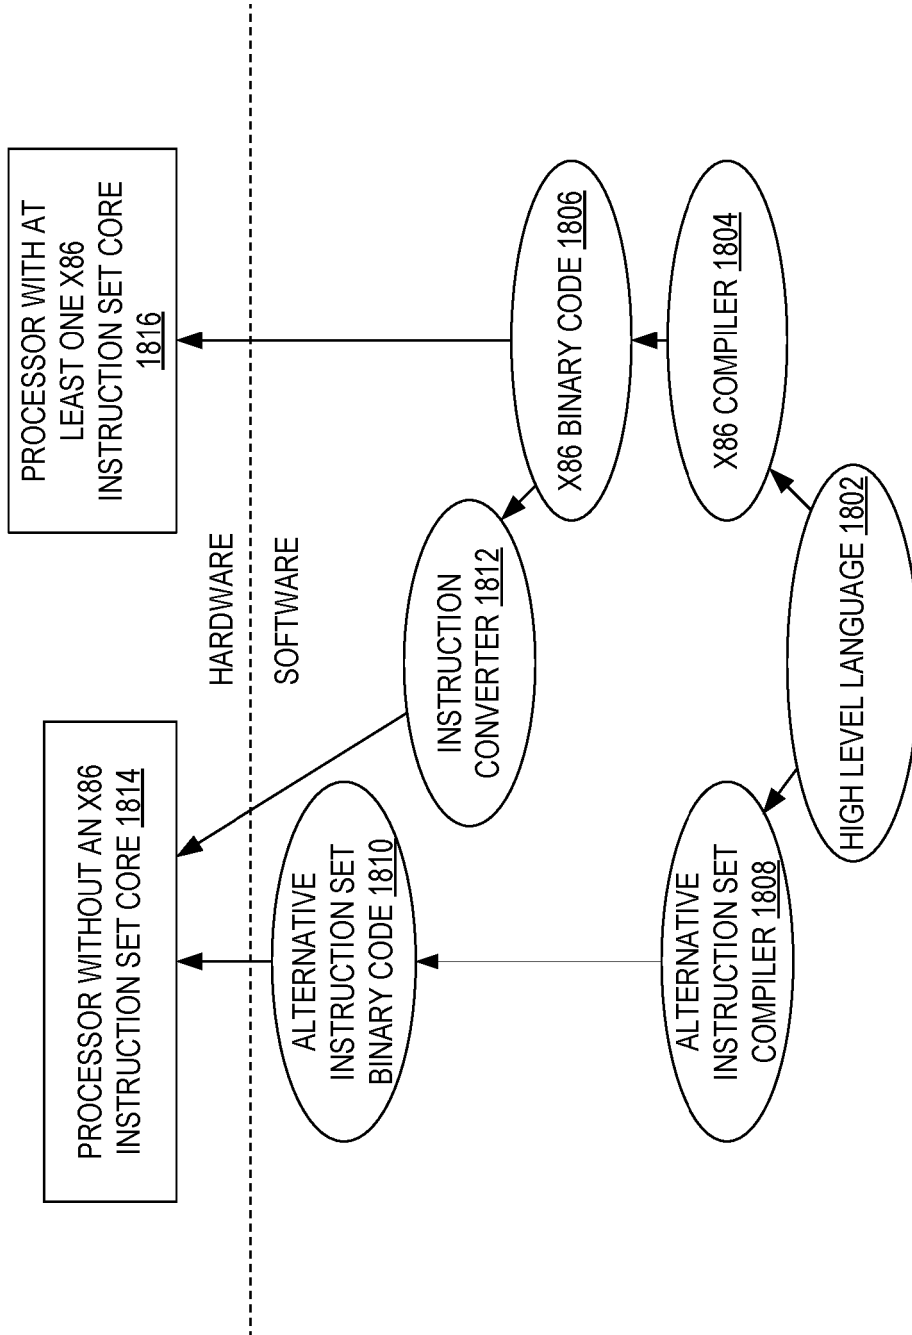 PROCESSOR WITHOUT AN X86
INSTRUCTION SET CORE 1814
PROCESSOR WITH AT
LEAST ONE X86
INSTRUCTION SET CORE
1816
HARDWARE
SOFTWARE
ALTERNATIVE
INSTRUCTION SET
BINARY CODE 1810
INSTRUCTION
CONVERTER 1812
X86 BINARY CODE 1806
ALTERNATIVE
INSTRUCTION SET
COMPILER 1808
X86 COMPILER 1804
HIGH LEVEL LANGUAGE 1802